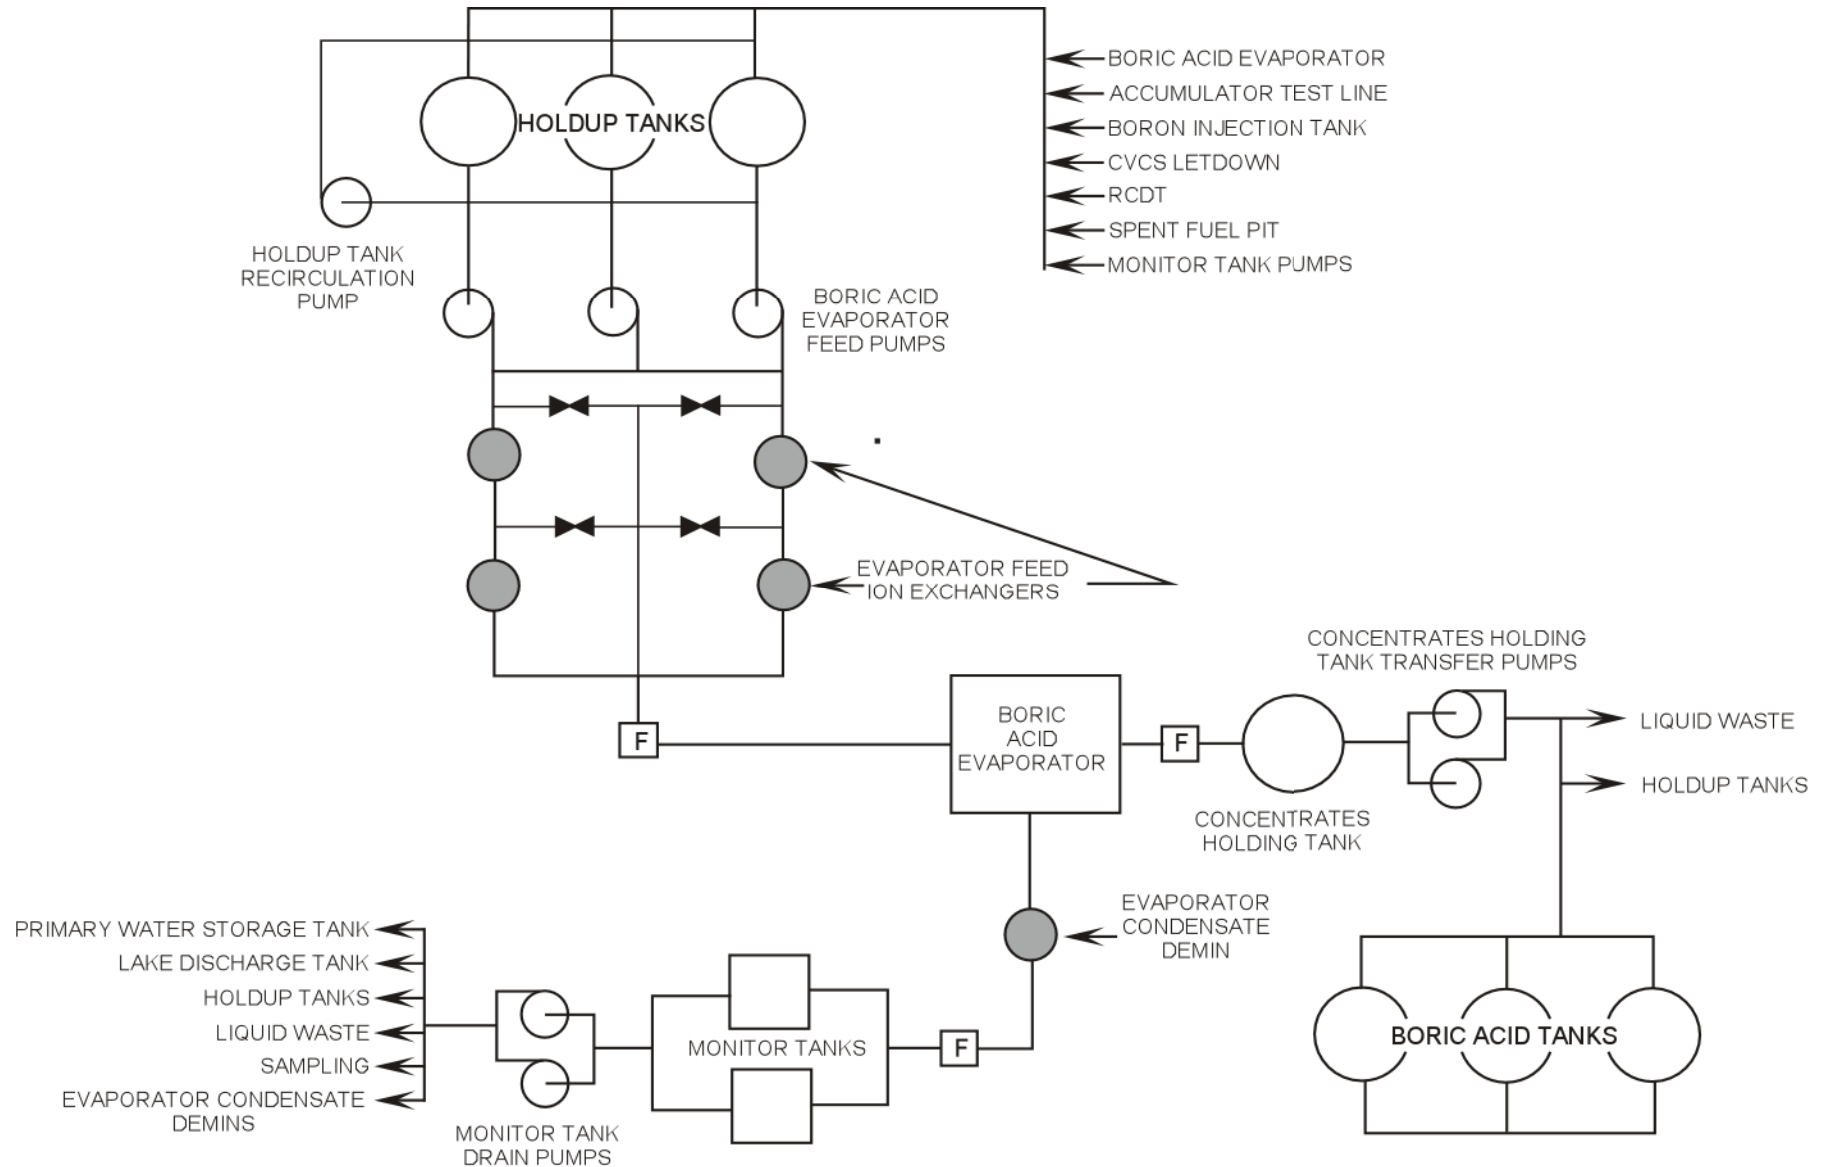 BORIC ACID EVAPORATOR
ACCUMULATOR TEST LINE
HOLDUP TANKS
BORON INJECTION TANK
CVCS LETDOWN
RCDT
SPENT FUEL PIT
MONITOR TANK PUMPS
HOLDUP TANK
RECIRCULATION
PUMP
BORIC ACID
EVAPORATOR
FEED PUMPS
EVAPORATOR FEED
ION EXCHANGERS
CONCENTRATES HOLDING
TANK TRANSFER PUMPS
BORIC
ACID
EVAPORATOR
F
F
LIQUID WASTE
HOLDUP TANKS
CONCENTRATES
HOLDING TANK
EVAPORATOR
CONDENSATE
DEMIN
PRIMARY WATER STORAGE TANK
LAKE DISCHARGE TANK
HOLDUP TANKS
LIQUID WASTE
SAMPLING
EVAPORATOR CONDENSATE
DEMINS
MONITOR TANKS
F
BORIC ACID TANKS
MONITOR TANK
DRAIN PUMPS